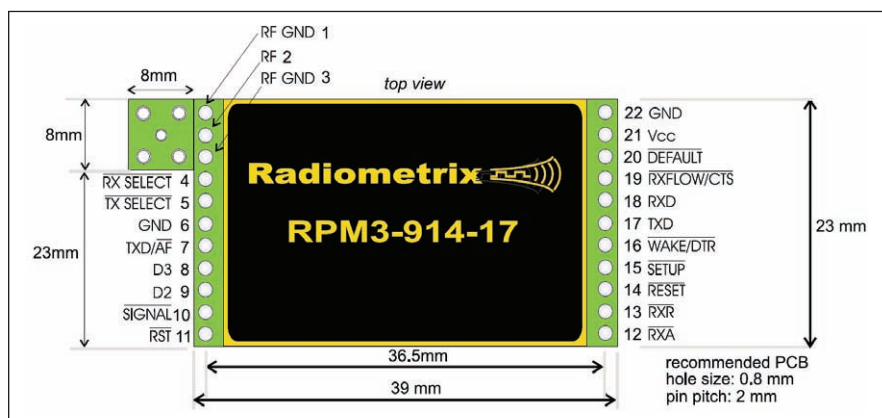 RF GND 1
RF 2
RF GND 3
8mm
top view
8mm
23mm
RX SELECT 4
TX SELECT 5
GND 6
TXD/AF 7
D3 8
D2 9
SIGNAL 10
RST 11
Radiometrix
RPM3-914-17
22 GND
21 Vcc
20 DEFAULT
19 RXFLOW/CTS
18 RXD
17 TXD
16 WAKE/DTR
15 SETUP
14 RESET
13 RXR
12 RXA
23 mm
36.5mm
39 mm
recommended PCB
hole size: 0.8 mm
pin pitch: 2 mm